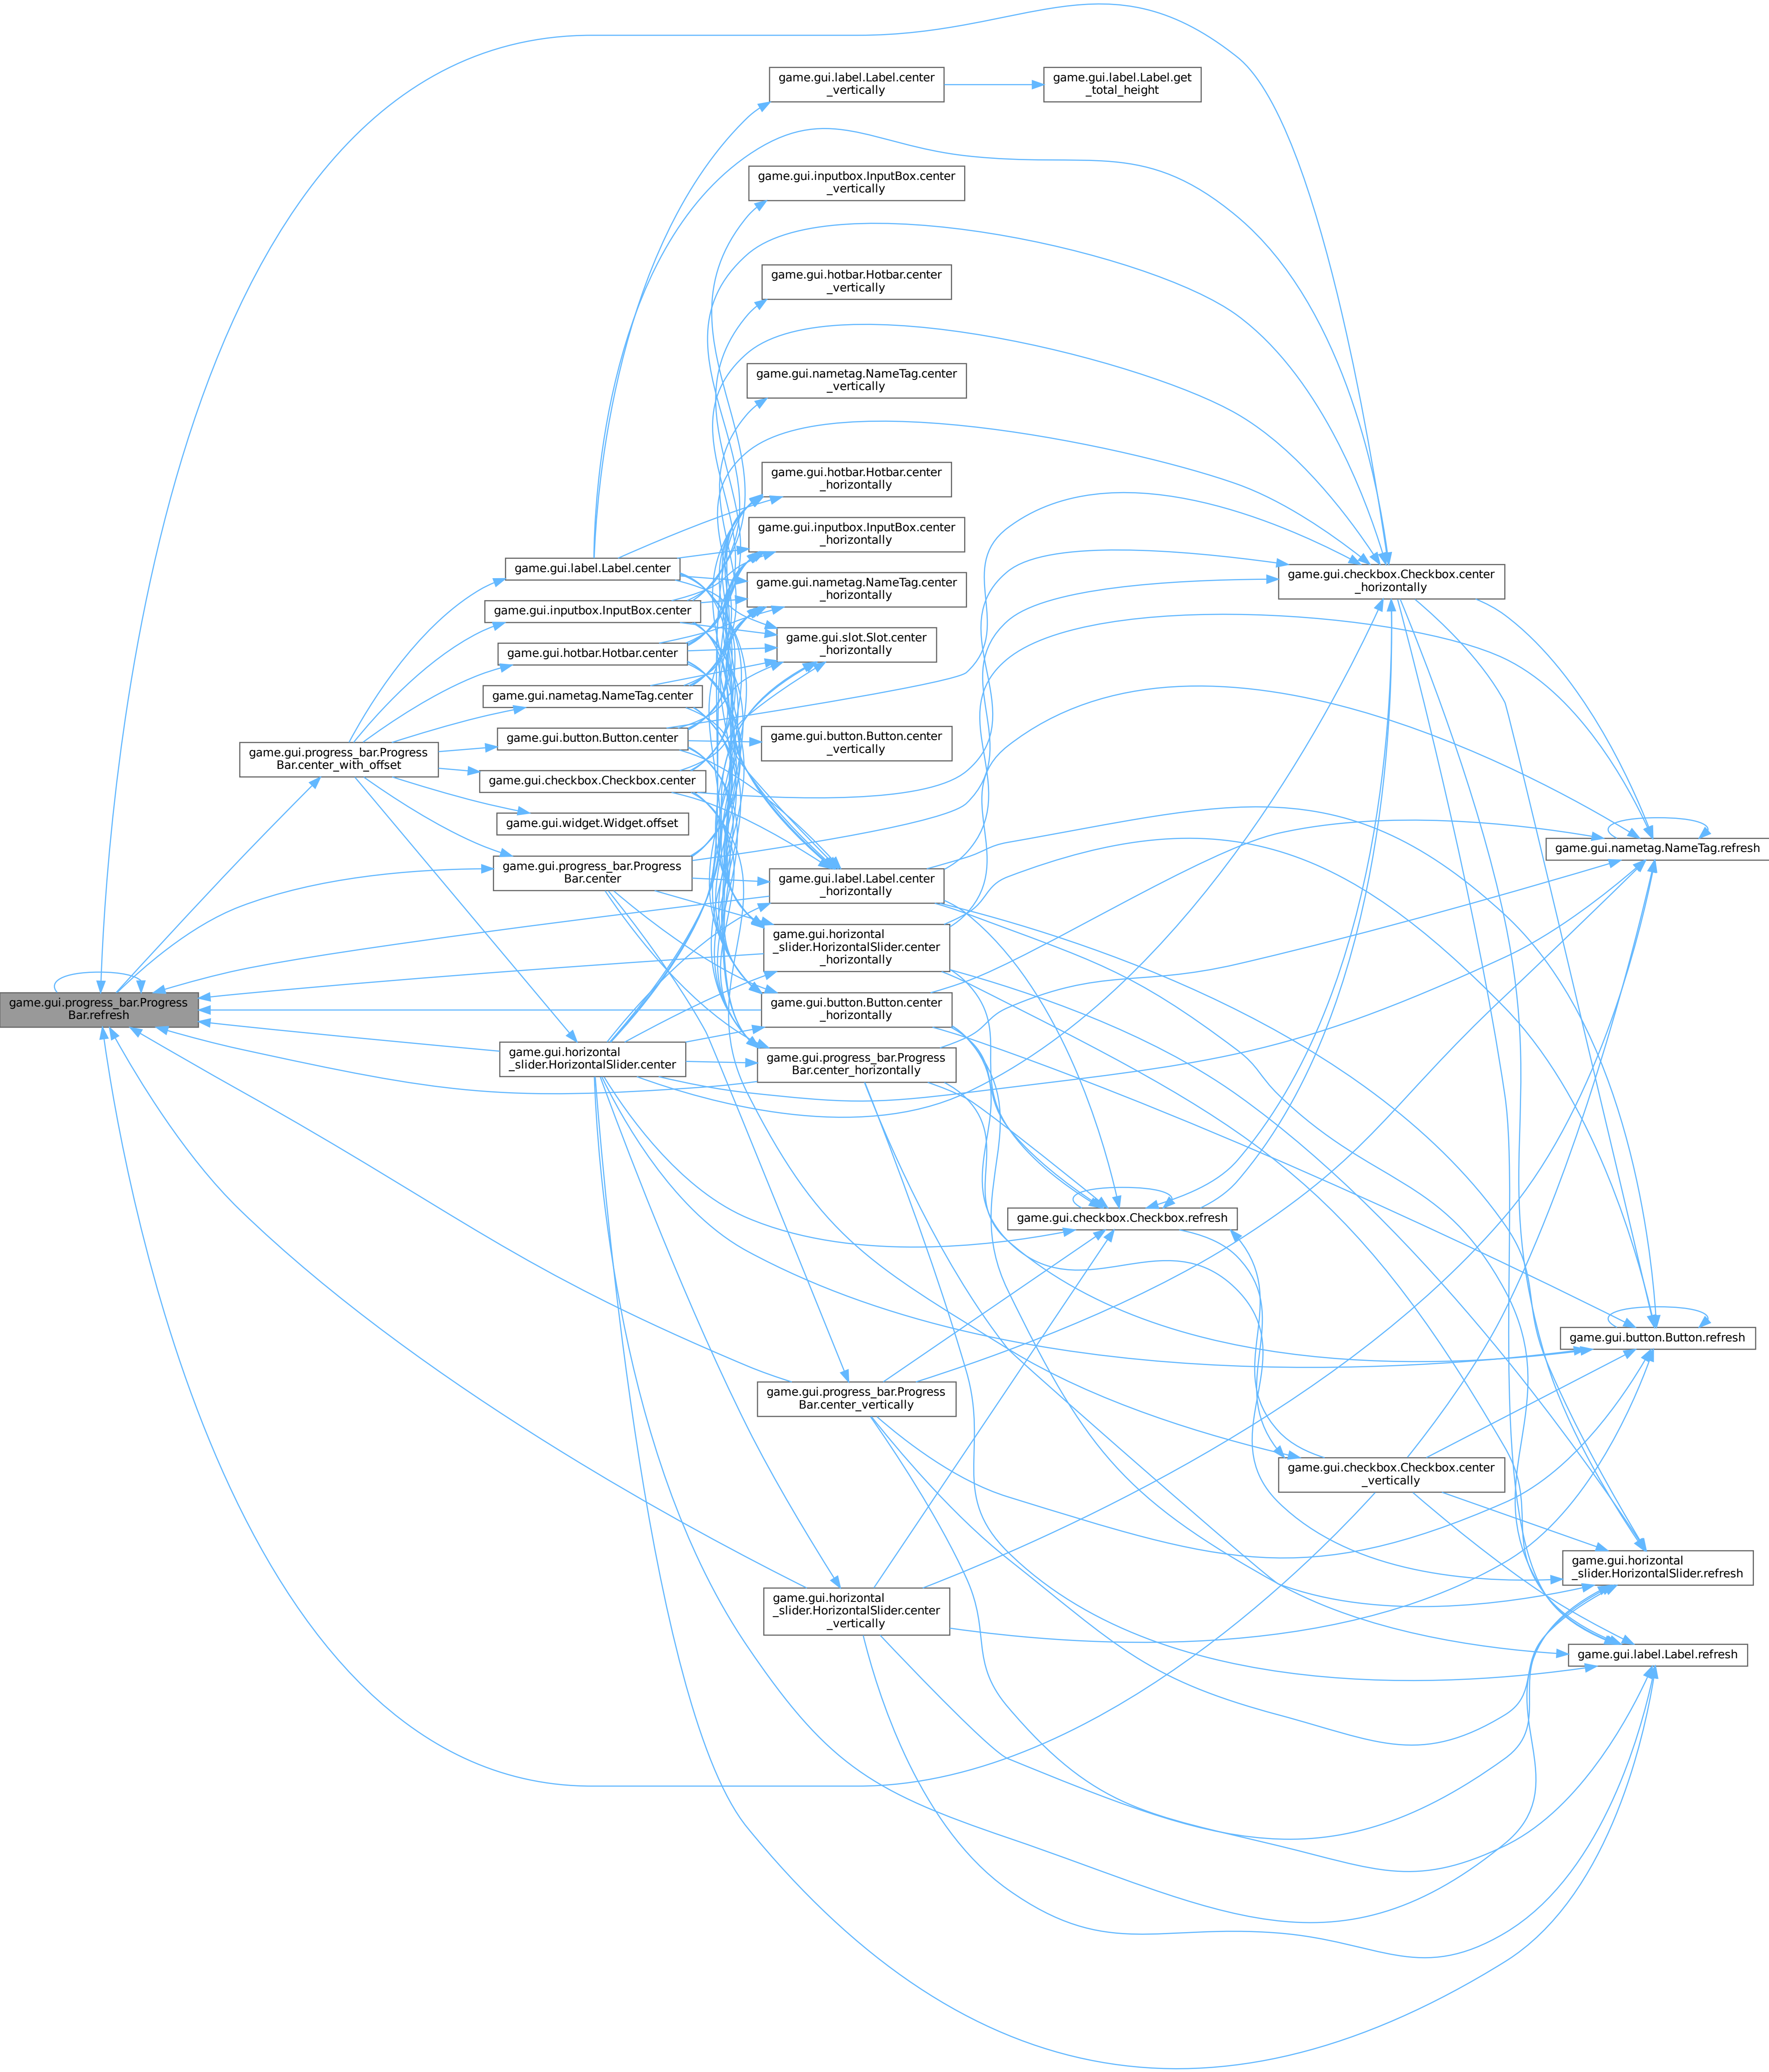 game.gui.label.Label.center
_vertically
game.gui.label.Label.get
_total_height
game.gui.inputbox.InputBox.center
_vertically
game.gui.hotbar.Hotbar.center
_vertically
game.gui.nametag.NameTag.center
_vertically
game.gui.hotbar.Hotbar.center
_horizontally
game.gui.inputbox.InputBox.center
_horizontally
game.gui.label.Label.center
game.gui.nametag.NameTag.center
_horizontally
game.gui.checkbox.Checkbox.center
_horizontally
game.gui.inputbox.InputBox.center
game.gui.slot.Slot.center
_horizontally
game.gui.hotbar.Hotbar.center
game.gui.nametag.NameTag.center
game.gui.button.Button.center
game.gui.button.Button.center
_vertically
game.gui.progress_bar.Progress
Bar.center_with_offset
game.gui.checkbox.Checkbox.center
game.gui.widget.Widget.offset
game.gui.nametag.NameTag.refresh
game.gui.progress_bar.Progress
Bar.center
game.gui.label.Label.center
_horizontally
game.gui.horizontal
_slider.HorizontalSlider.center
_horizontally
game.gui.progress_bar.Progress
Bar.refresh
game.gui.button.Button.center
_horizontally
game.gui.horizontal
_slider.HorizontalSlider.center
game.gui.progress_bar.Progress
Bar.center_horizontally
game.gui.checkbox.Checkbox.refresh
game.gui.button.Button.refresh
game.gui.progress_bar.Progress
Bar.center_vertically
game.gui.checkbox.Checkbox.center
_vertically
game.gui.horizontal
_slider.HorizontalSlider.refresh
game.gui.horizontal
_slider.HorizontalSlider.center
_vertically
game.gui.label.Label.refresh